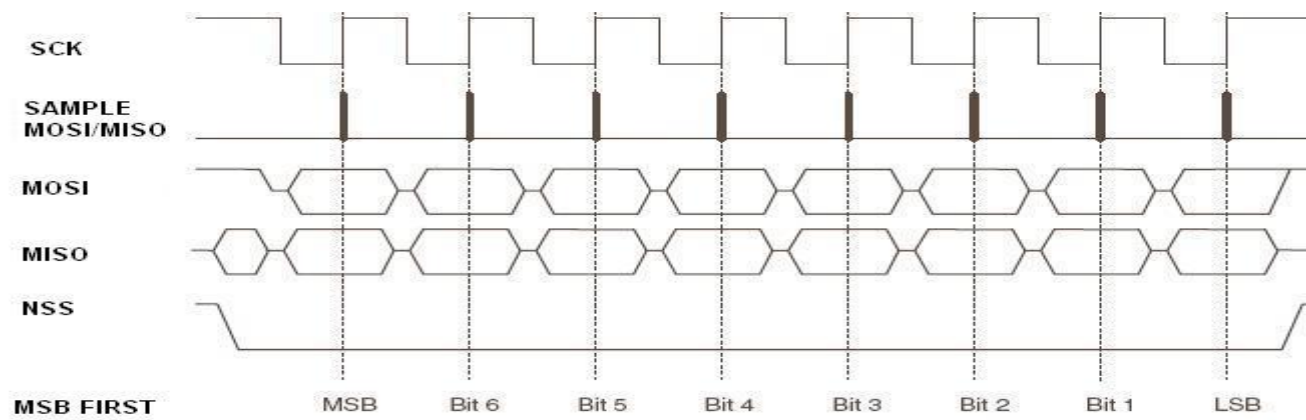 SCK
SAMPLE
MOSI/MISO
MOSI
MISO
NSS
MSB FIRST MSB Bit 6 Bit 5 Bit 4 Bit 3 Bit 2 Bit 1 LSB